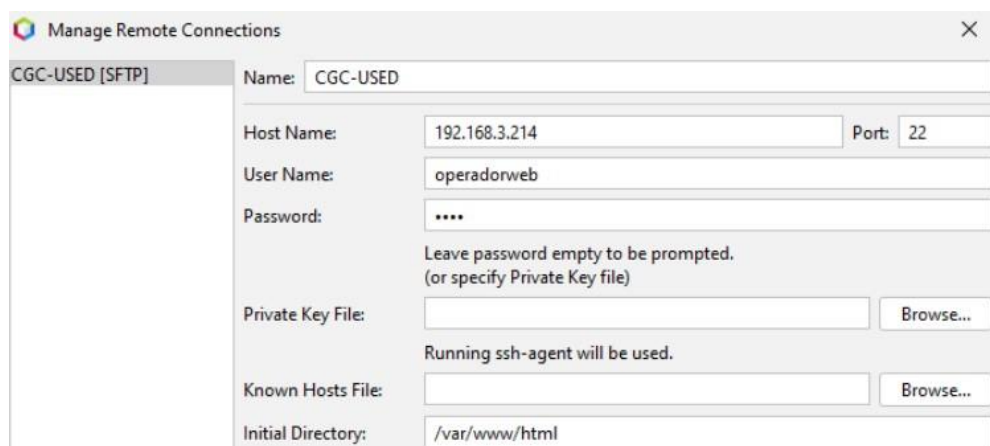 Manage Remote Connections
CGC-USED [SFTP]
Name: CGC-USED
Host Name: 192.168.3.214 Port: 22
User Name: operadorweb
Password: ••••
Leave password empty to be prompted.
(or specify Private Key file)
Private Key File: Browse...
Running ssh-agent will be used.
Known Hosts File: Browse...
Initial Directory: /var/www/html